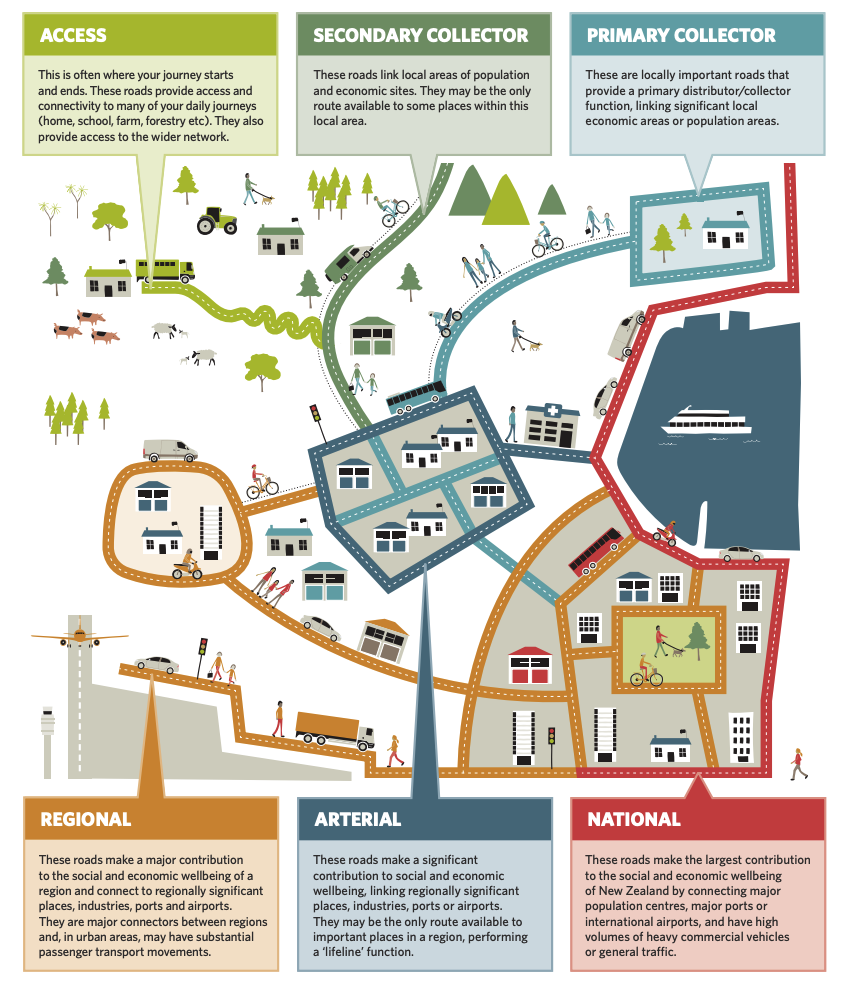 ACCESS
This is often where your journey starts
and ends. These roads provide access and
connectivity to many of your daily journeys
(home, school, farm, forestry etc). They also
provide access to the wider network.
SECONDARY COLLECTOR
These roads link local areas of population
and economic sites. They may be the only
route available to some places within this
local area.
PRIMARY COLLECTOR
These are locally important roads that
provide a primary distributor/collector
function, linking significant local
economic areas or population areas.
REGIONAL
These roads make a major contribution
to the social and economic wellbeing of a
region and connect to regionally significant
places, industries, ports and airports.
They are major connectors between regions
and, in urban areas, may have substantial
passenger transport movements.
ARTERIAL
These roads make a significant
contribution to social and economic
wellbeing, linking regionally significant
places, industries, ports or airports.
They may be the only route available to
important places in a region, performing
a ‘lifeline’ function.
NATIONAL
These roads make the largest contribution
to the social and economic wellbeing
of New Zealand by connecting major
population centres, major ports or
international airports, and have high
volumes of heavy commercial vehicles
or general traffic.